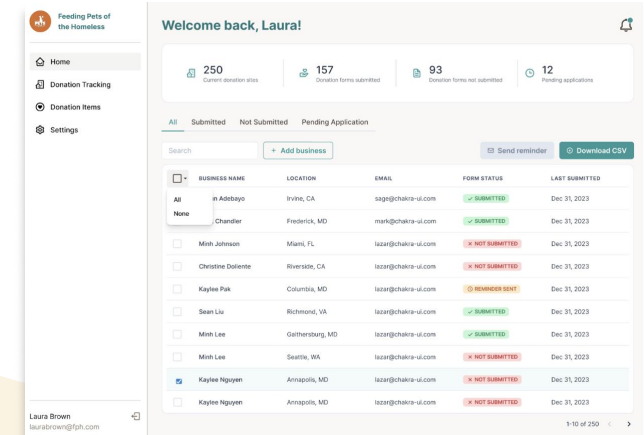 Feeding Pets of
the Homeless
Home
Donation Tracking
Donation Items
Settings
Laura Brown
laurabrown@fph.com
Welcome back, Laura!
250
Current donation sites
157
Donation forms submitted
93
Donation forms not submitted
12
Pending applications
All Submitted Not Submitted Pending Application
Search + Add business Send reminder Download CSV
BUSINESS NAME LOCATION EMAIL FORM STATUS LAST SUBMITTED
All
None
Adebayo Irvine, CA sage@chakra-ui.com SUBMITTED Dec 31, 2023
Chandler Frederick, MD mark@chakra-ui.com SUBMITTED Dec 31, 2023
Minh Johnson Miami, FL lazar@chakra-ui.com NOT SUBMITTED Dec 31, 2023
Christine Doliente Riverside, CA lazar@chakra-ui.com NOT SUBMITTED Dec 31, 2023
Kaylee Pak Columbia, MD lazar@chakra-ui.com REMINDER SENT Dec 31, 2023
Sean Liu Richmond, VA lazar@chakra-ui.com SUBMITTED Dec 31, 2023
Minh Lee Gaithersburg, MD lazar@chakra-ui.com SUBMITTED Dec 31, 2023
Minh Lee Seattle, WA lazar@chakra-ui.com NOT SUBMITTED Dec 31, 2023
Kaylee Nguyen Annapolis, MD lazar@chakra-ui.com NOT SUBMITTED Dec 31, 2023
Kaylee Nguyen Annapolis, MD lazar@chakra-ui.com NOT SUBMITTED Dec 31, 2023
1-10 of 250